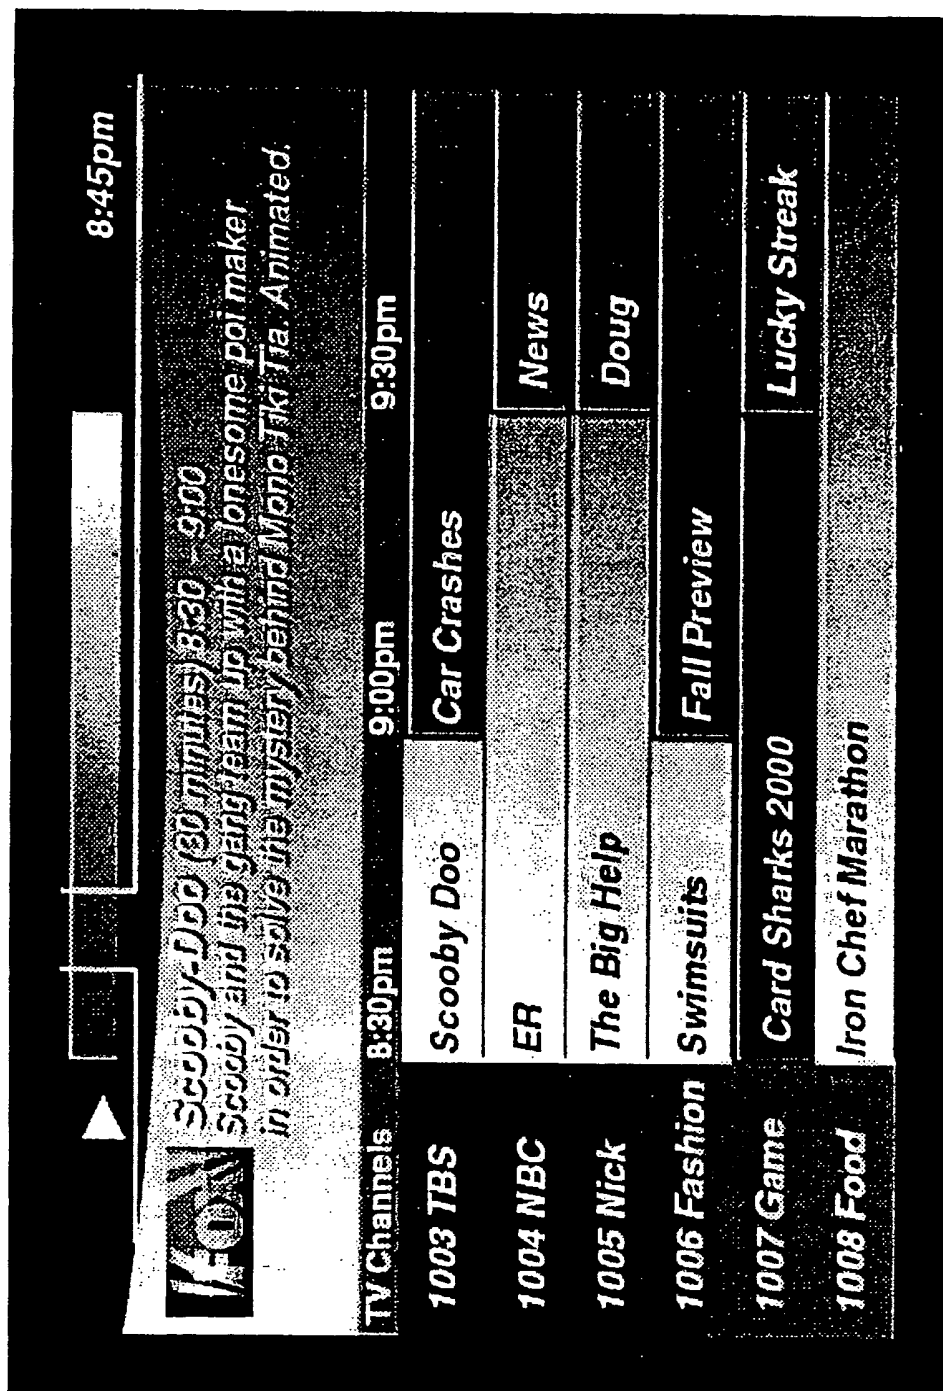 8:45pm
FOX
Scooby-Doo (30 minutes) 8:30 - 9:00
Scooby and the gang team up with a lonesome poi maker
in order to solve the mystery behind Mono Tiki Tia. Animated.
TV Channels 8:30pm 9:00pm 9:30pm
1003 TBS Scooby Doo Car Crashes
1004 NBC ER News
1005 Nick The Big Help Doug
1006 Fashion Swimsuits Fall Preview
1007 Game Card Sharks 2000 Lucky Streak
1008 Food Iron Chef Marathon